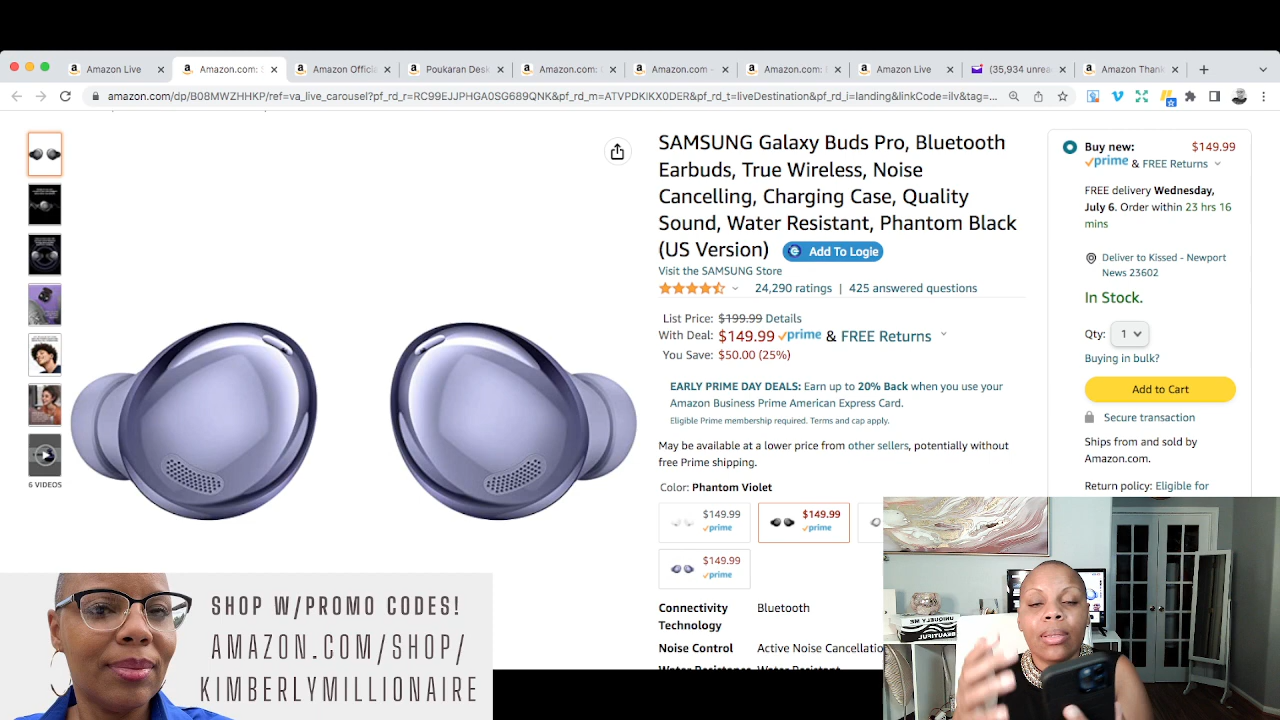 Amazon Live
Amazon.com: S
Amazon Offici
Poukaran Desk
Amazon.com:
Amazon.com –
Amazon.com:
Amazon Live
(35,934 unrea
Amazon Thank
amazon.com/dp/B08MWZHHKP/ref=va_live_carousel?pf_rd_r=RC99EJJPHGA0SG689QNK&pf_rd_m=ATVPDKIKX0DER&pf_rd_t=liveDestination&pf_rd_i=landing&linkCode=ilv&tag=...
6 VIDEOS
SAMSUNG Galaxy Buds Pro, Bluetooth
Earbuds, True Wireless, Noise
Cancelling, Charging Case, Quality
Sound, Water Resistant, Phantom Black
(US Version) Add To Logie
Visit the SAMSUNG Store
24,290 ratings | 425 answered questions
List Price: $199.99 Details
With Deal: $149.99 prime & FREE Returns
You Save: $50.00 (25%)
EARLY PRIME DAY DEALS: Earn up to 20% Back when you use your
Amazon Business Prime American Express Card.
Eligible Prime membership required. Terms and cap apply.
May be available at a lower price from other sellers, potentially without
free Prime shipping.
Color: Phantom Violet
$149.99
prime
$149.99
prime
$149.99
prime
Connectivity
Technology
Bluetooth
Noise Control
Active Noise Cancellatio
Water Resistance
Water Resistant
Buy new: $149.99
prime & FREE Returns
FREE delivery Wednesday,
July 6. Order within 23 hrs 16
mins
Deliver to Kissed - Newport
News 23602
In Stock.
Qty: 1
Buying in bulk?
Add to Cart
Secure transaction
Ships from and sold by
Amazon.com.
Return policy: Eligible for
SHOP W/PROMO CODES!
AMAZON.COM/SHOP/
KIMBERLYMILLIONAIRE
UNIQUELY ME
BEAUTIFUL